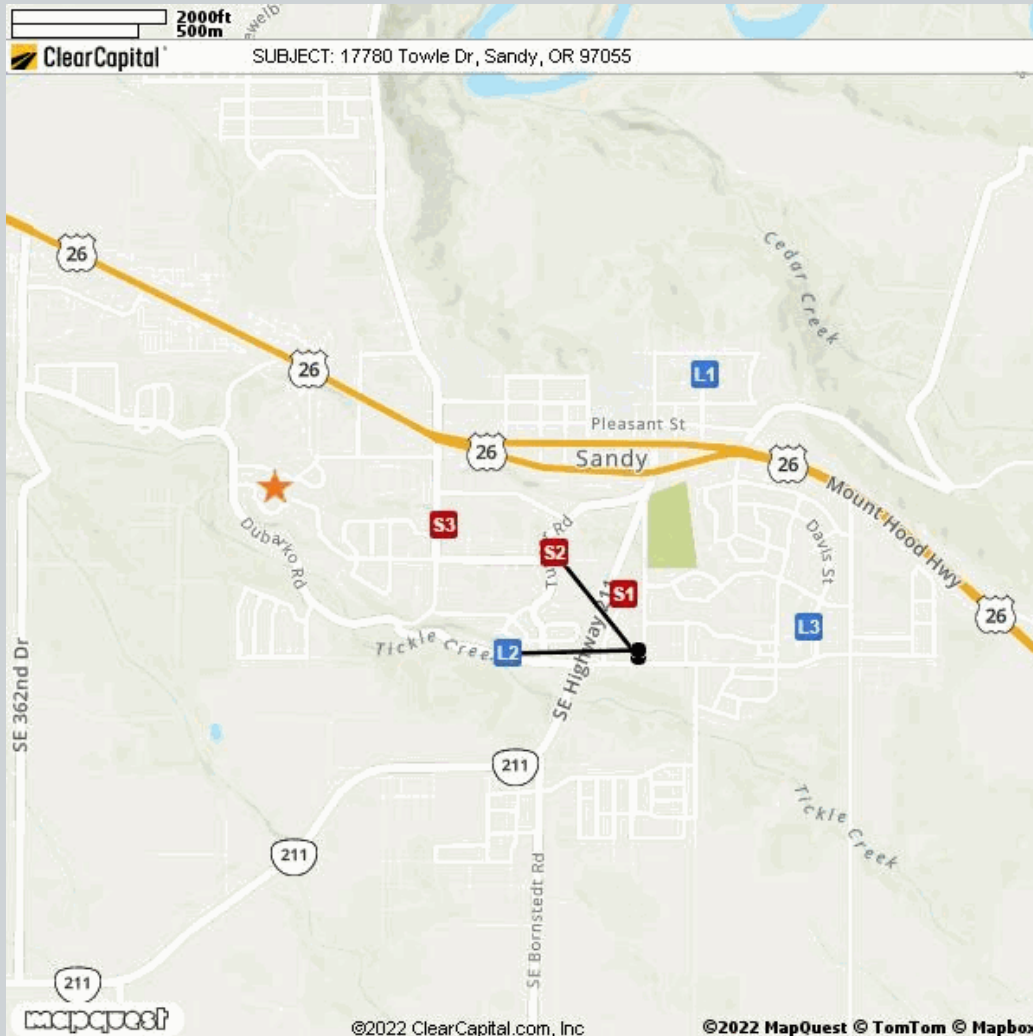 2000ft
500m
ClearCapital
SUBJECT: 17780 Towle Dr, Sandy, OR 97055
Cedar Creek
26
26
L1
Pleasant St
26
Sandy
26
Mount Hood Hwy
S3
Dubarko Rd
S2
Davis St
S1
26
L3
Tickle Creek
L2
SE Highway 211
SE 362nd Dr
211
Tickle Creek
211
SE Bornstedt Rd
211
mapquest
©2022 ClearCapital.com, Inc
©2022 MapQuest © TomTom © Mapbox